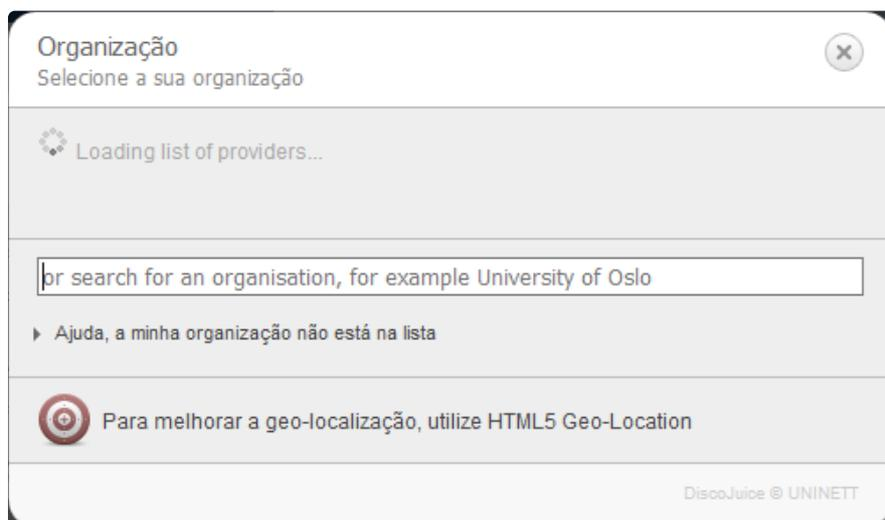 Organização
Selecione a sua organização
Loading list of providers...
or search for an organisation, for example University of Oslo
Ajuda, a minha organização não está na lista
Para melhorar a geo-localização, utilize HTML5 Geo-Location
DiscoJuice © UNINETT